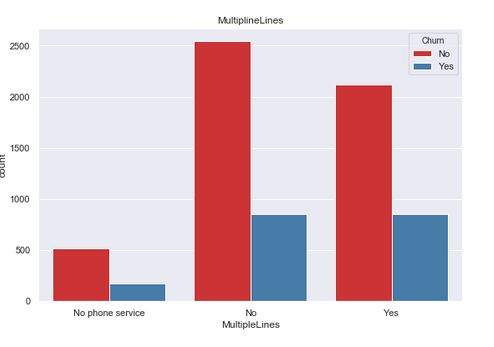 MultiplineLines
Churn
No
Yes
2500
2000
1500
1000
500
0
count
No phone service
No
Yes
MultipleLines